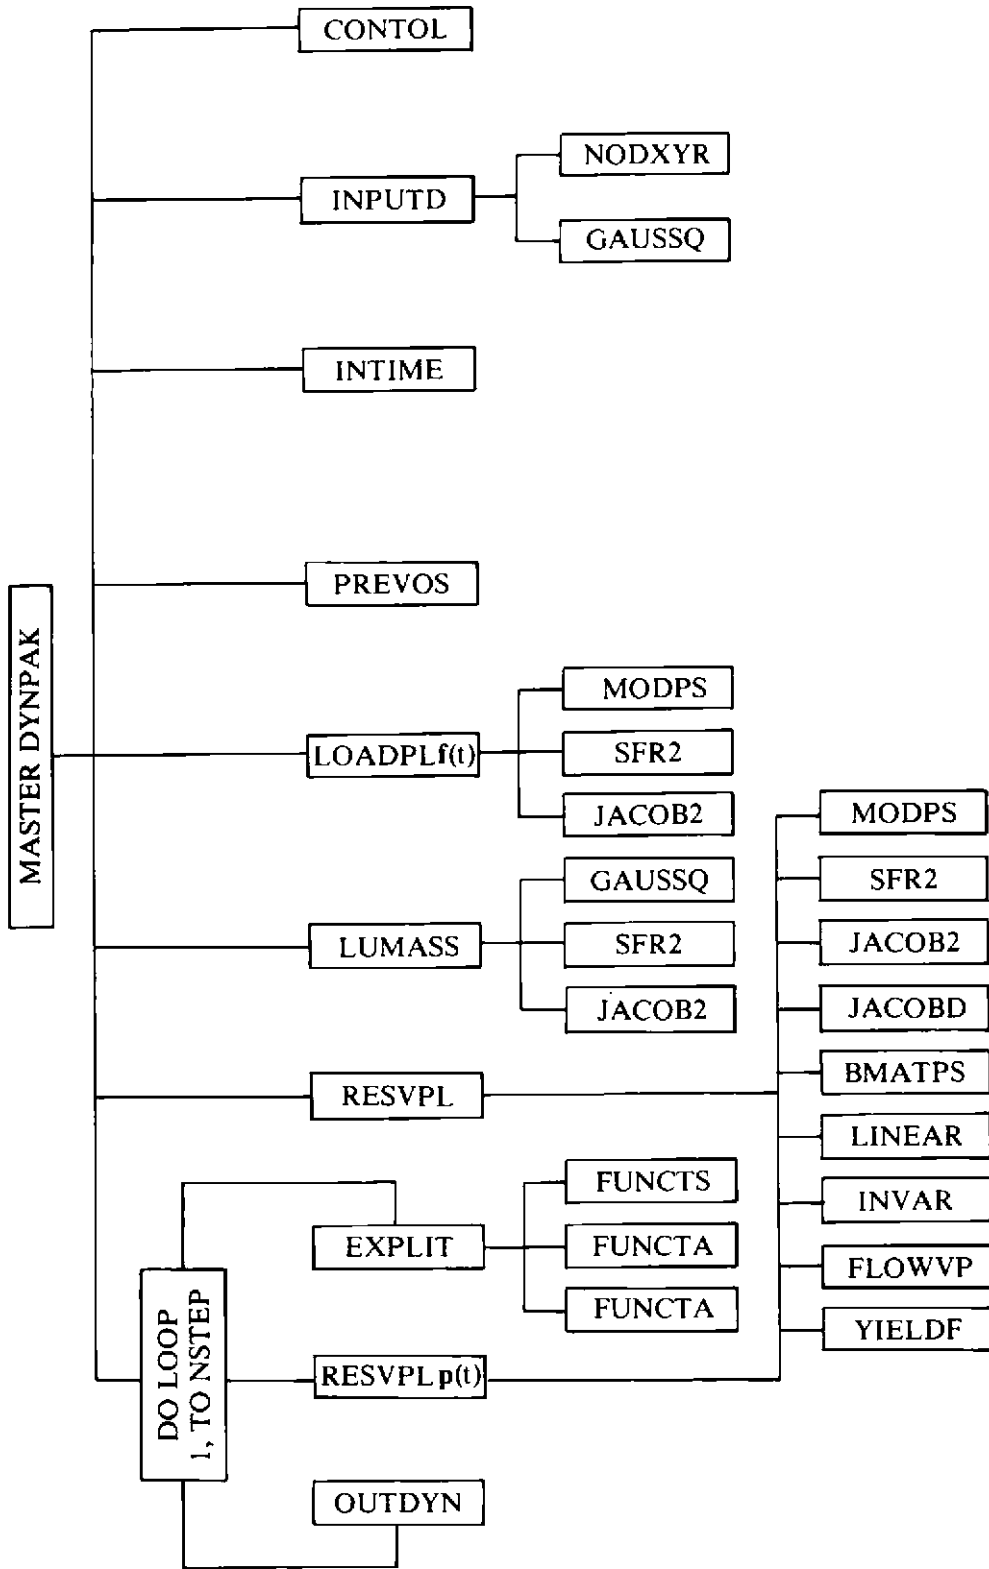 MASTER DYNPAK
CONTOL
INPUTD
NODXYR
GAUSSQ
INTIME
PREVOS
LOADPL f(t)
MODPS
SFR2
JACOB2
LUMASS
GAUSSQ
SFR2
JACOB2
RESVPL
MODPS
SFR2
JACOB2
JACOBD
BMATPS
LINEAR
INVAR
FLOWVP
YIELDF
DO LOOP
1, TO NSTEP
EXPLIT
FUNCTS
FUNCTA
FUNCTA
RESVPL p(t)
OUTDYN